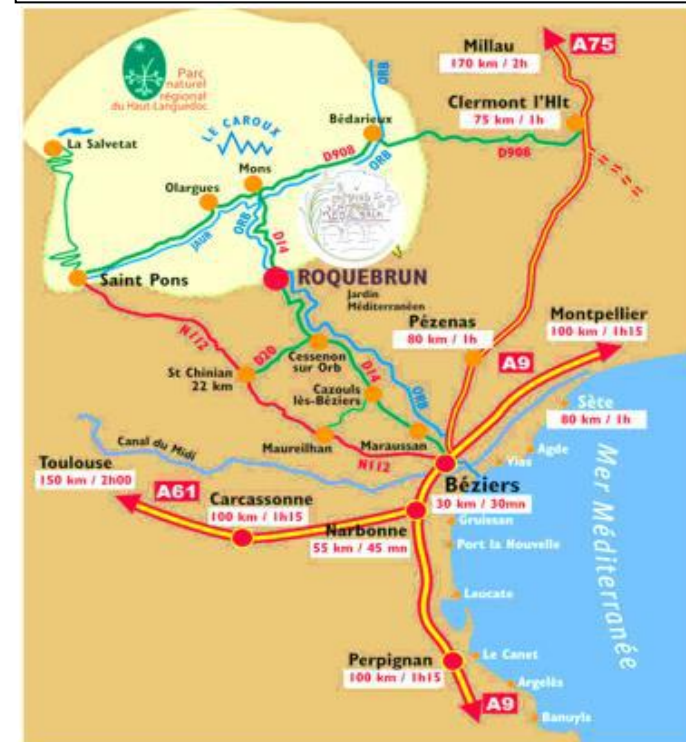 Millau
170 km / 2h
A75
Parc
naturel
régional
du Haut-Languedoc
ORB
Clermont l'Hlt
75 km / 1h
LE CAROUX
Bédarieux
La Salvetat
D908
ORB
D908
Mons
Olargues
ORB
D14
JAUR
ROQUEBRUN
Jardin
Méditerranéen
Saint Pons
Montpellier
100 km / 1h15
Pézenas
80 km / 1h
A9
N112
D20
Cessenon
sur Orb
St Chinian
22 km
D14
Cazouls
lès-Béziers
ORB
Sète
80 km / 1h
Canal du Midi
Maureilhan
Maraussan
N112
Agde
Vias
Toulouse
150 km / 2h00
A61
Carcassonne
100 km / 1h15
Béziers
30 km / 30mn
Narbonne
55 km / 45 mn
Gruissan
Port la Nouvelle
Mer Méditerranée
Leucate
Perpignan
100 km / 1h15
Le Canet
Argelès
A9
Banuyls